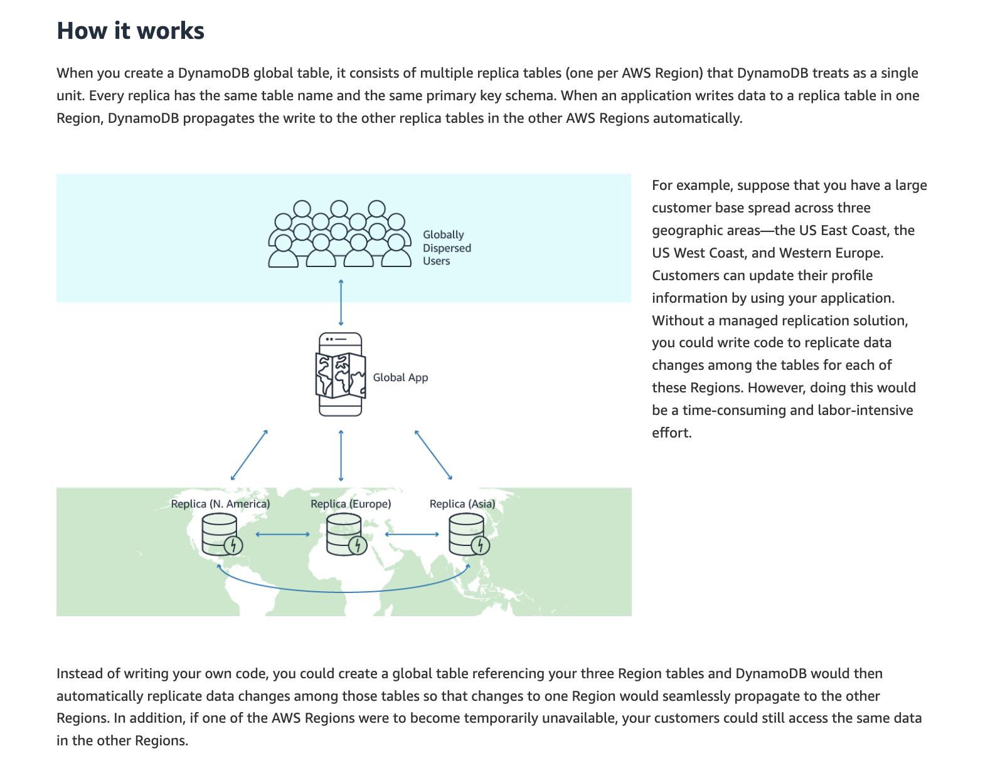 How it works
When you create a DynamoDB global table, it consists of multiple replica tables (one per AWS Region) that DynamoDB treats as a single
unit. Every replica has the same table name and the same primary key schema. When an application writes data to a replica table in one
Region, DynamoDB propagates the write to the other replica tables in the other AWS Regions automatically.
Globally
Dispersed
Users
Global App
Replica (N. America)
Replica (Europe)
Replica (Asia)
For example, suppose that you have a large
customer base spread across three
geographic areas—the US East Coast, the
US West Coast, and Western Europe.
Customers can update their profile
information by using your application.
Without a managed replication solution,
you could write code to replicate data
changes among the tables for each of
these Regions. However, doing this would
be a time-consuming and labor-intensive
effort.
Instead of writing your own code, you could create a global table referencing your three Region tables and DynamoDB would then
automatically replicate data changes among those tables so that changes to one Region would seamlessly propagate to the other
Regions. In addition, if one of the AWS Regions were to become temporarily unavailable, your customers could still access the same data
in the other Regions.